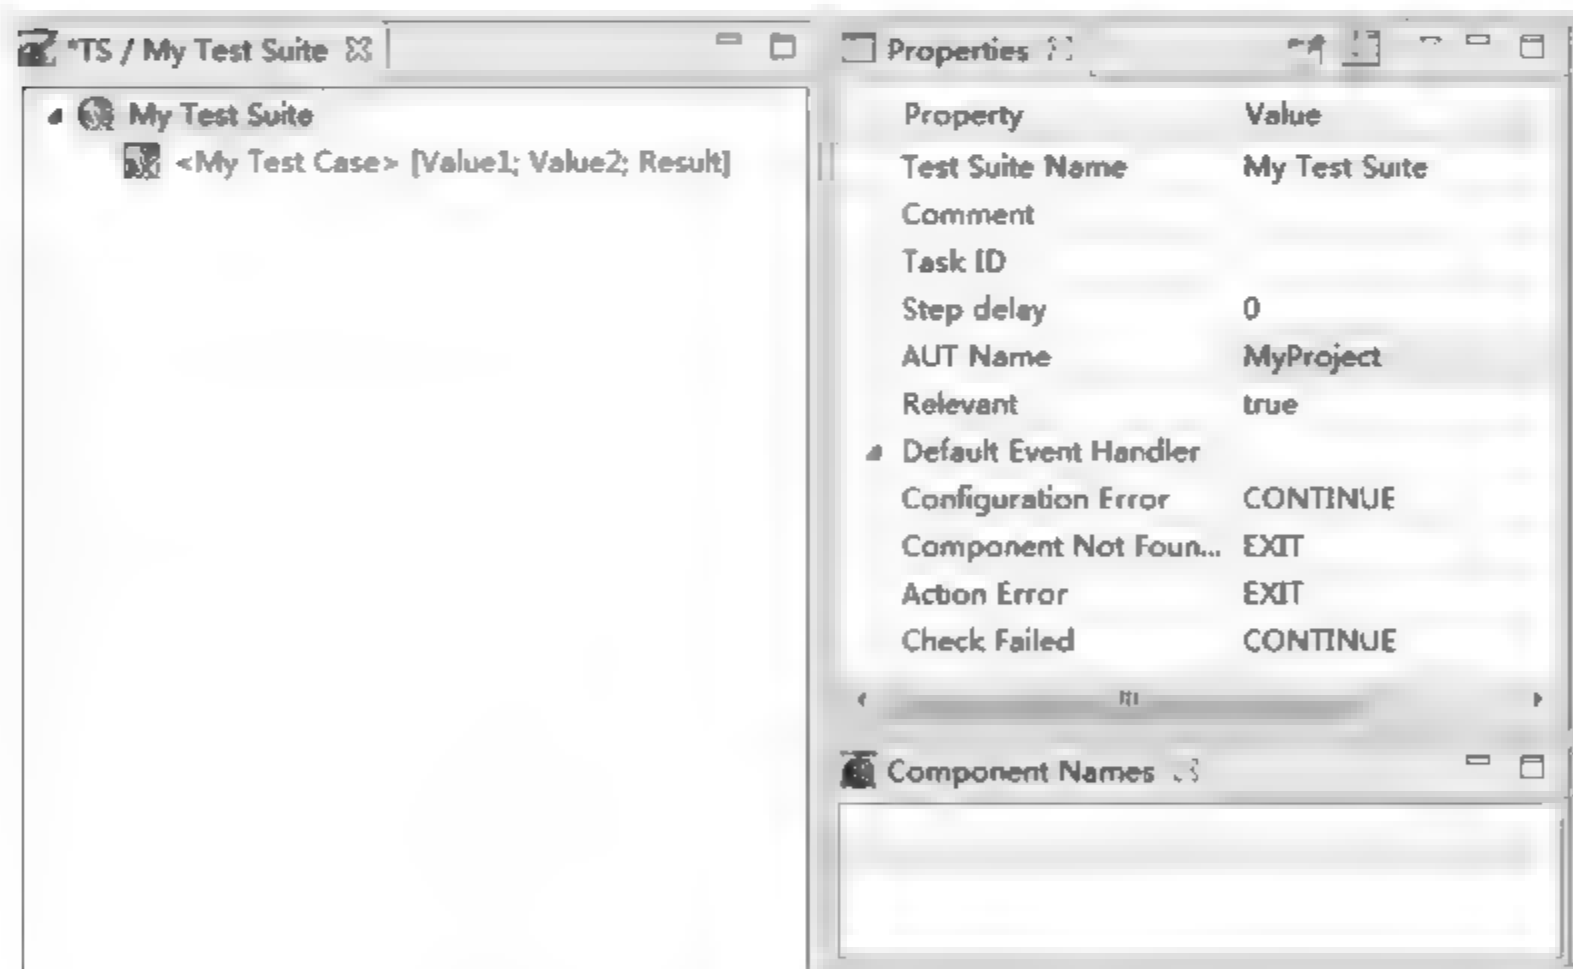 *TS / My Test Suite
My Test Suite
<My Test Case> [Value1; Value2; Result]
Properties
Property Value
Test Suite Name My Test Suite
Comment
Task ID
Step delay 0
AUT Name MyProject
Relevant true
Default Event Handler
Configuration Error CONTINUE
Component Not Foun... EXIT
Action Error EXIT
Check Failed CONTINUE
Component Names